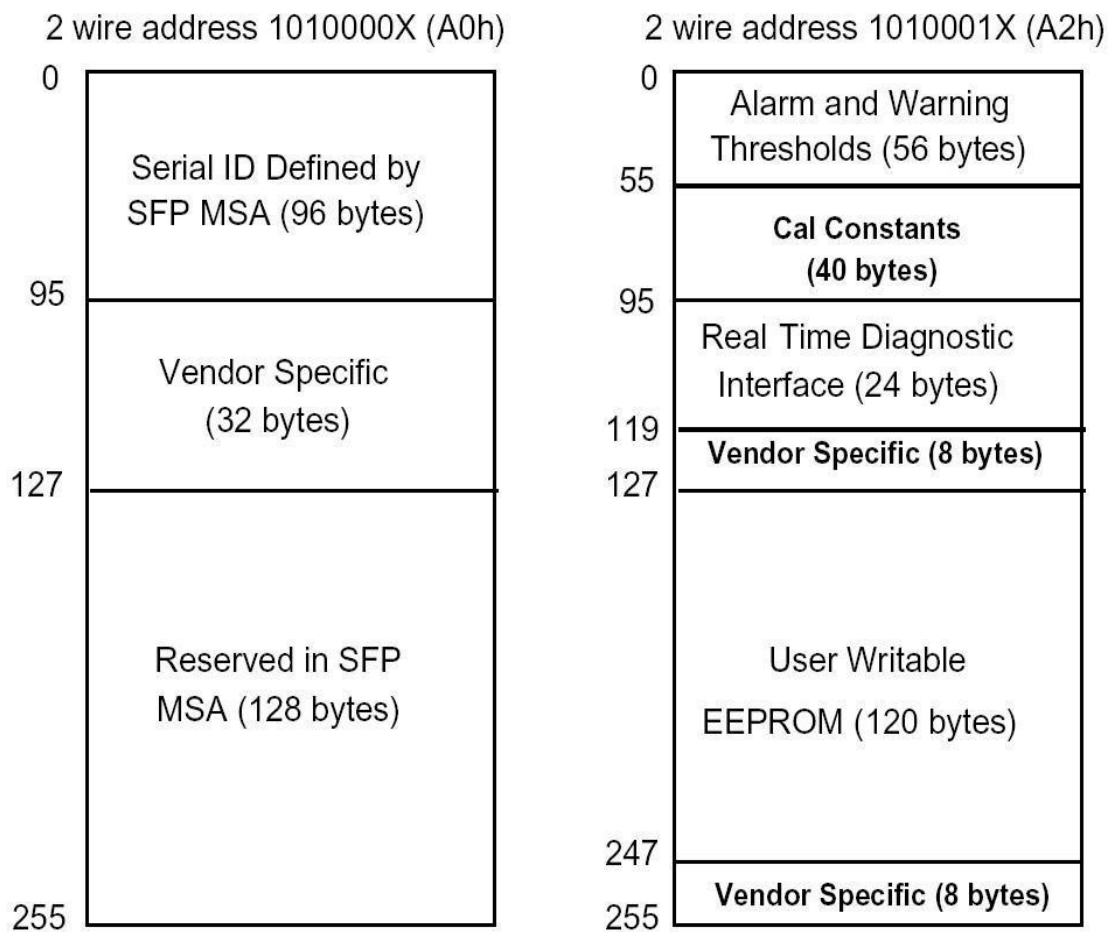 2 wire address 1010000X (A0h)
0
Serial ID Defined by
SFP MSA (96 bytes)
95
Vendor Specific
(32 bytes)
127
Reserved in SFP
MSA (128 bytes)
255
2 wire address 1010001X (A2h)
0
Alarm and Warning
Thresholds (56 bytes)
55
Cal Constants
(40 bytes)
95
Real Time Diagnostic
Interface (24 bytes)
119
Vendor Specific (8 bytes)
127
User Writable
EEPROM (120 bytes)
247
Vendor Specific (8 bytes)
255